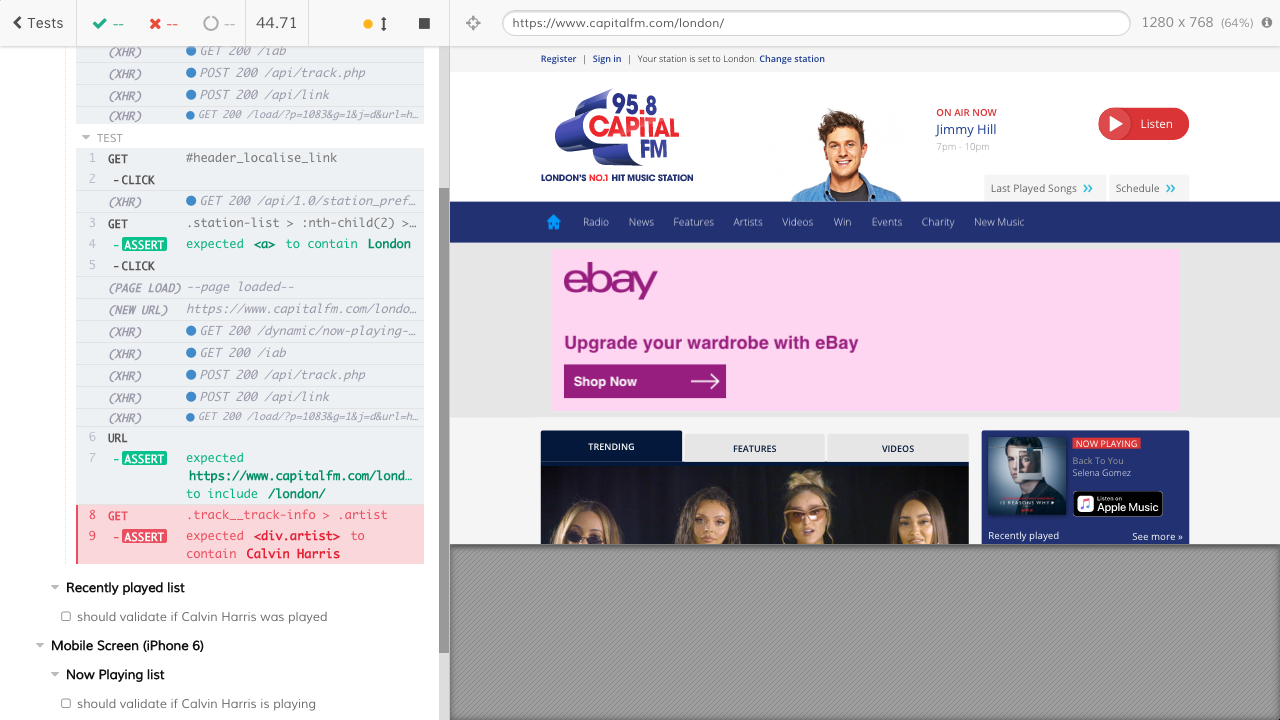 Tests
--
--
--
44.71
https://www.capitalfm.com/london/
1280 x 768 (64%)
(XHR) GET 200 /iab
(XHR) POST 200 /api/track.php
(XHR) POST 200 /api/link
(XHR) GET 200 /load/?p=1083&g=1&j=d&url=h…
TEST
1 GET #header_localise_link
2 -CLICK
(XHR) GET 200 /api/1.0/station_pref…
3 GET .station-list > :nth-child(2) >…
4 -ASSERT expected <a> to contain London
5 -CLICK
(PAGE LOAD) --page loaded--
(NEW URL) https://www.capitalfm.com/londo…
(XHR) GET 200 /dynamic/now-playing-…
(XHR) GET 200 /iab
(XHR) POST 200 /api/track.php
(XHR) POST 200 /api/link
(XHR) GET 200 /load/?p=1083&g=1&j=d&url=h…
6 URL
7 -ASSERT expected
https://www.capitalfm.com/lond…
to include /london/
8 GET .track__track-info > .artist
9 -ASSERT expected <div.artist> to
contain Calvin Harris
Recently played list
should validate if Calvin Harris was played
Mobile Screen (iPhone 6)
Now Playing list
should validate if Calvin Harris is playing
Register | Sign in | Your station is set to London. Change station
95.8
CAPITAL
FM
LONDON'S NO.1 HIT MUSIC STATION
ON AIR NOW
Jimmy Hill
7pm - 10pm
Listen
Last Played Songs
Schedule
Radio News Features Artists Videos Win Events Charity New Music
ebay
Upgrade your wardrobe with eBay
Shop Now
TRENDING
FEATURES
VIDEOS
NOW PLAYING
Back To You
Selena Gomez
Listen on
Apple Music
Recently played
See more »